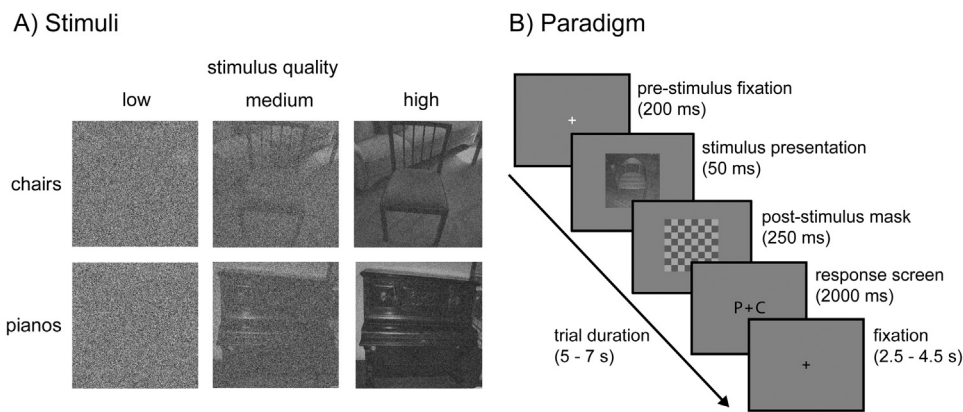 A) Stimuli
stimulus quality
low medium high
chairs
pianos
B) Paradigm
pre-stimulus fixation
(200 ms)
stimulus presentation
(50 ms)
post-stimulus mask
(250 ms)
response screen
(2000 ms)
P + C
trial duration
(5 - 7 s)
fixation
(2.5 - 4.5 s)